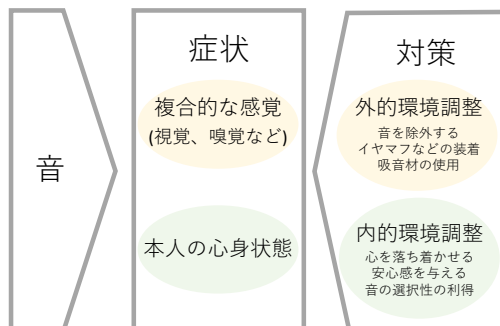 音
症状
複合的な感覚
(視覚、嗅覚など)
本人の心身状態
対策
外的環境調整
音を除外する
イヤマフなどの装着
吸音材の使用
内的環境調整
心を落ち着かせる
安心感を与える
音の選択性の利得